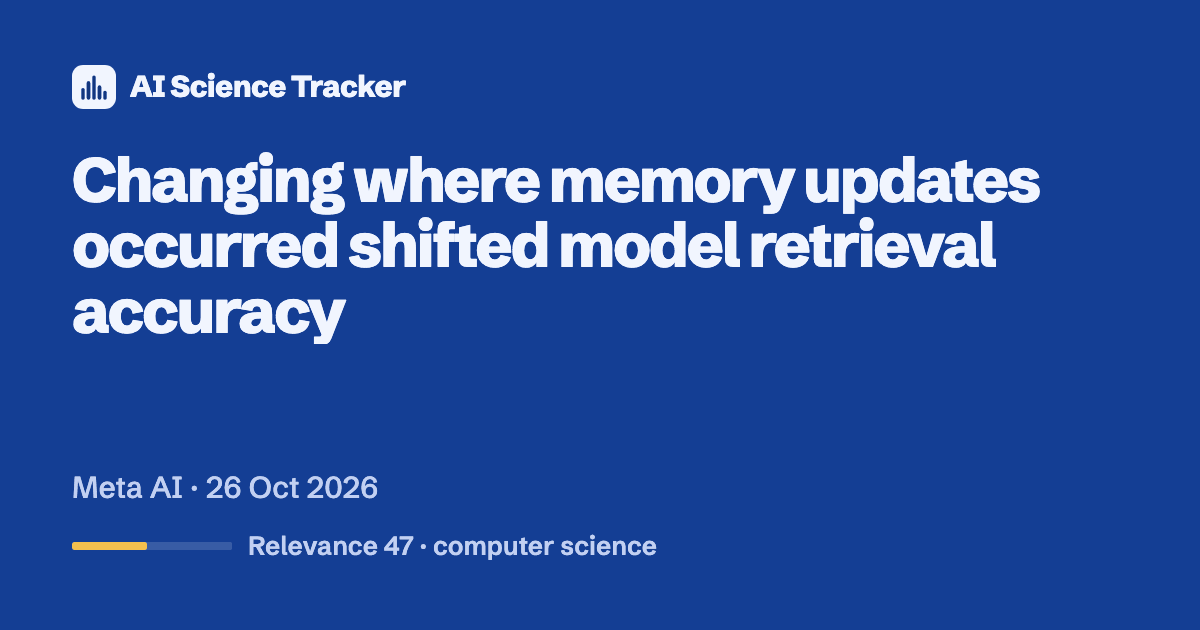 AI Science Tracker
Changing where memory updates
occurred shifted model retrieval
accuracy
Meta AI · 26 Oct 2026
Relevance 47 · computer science